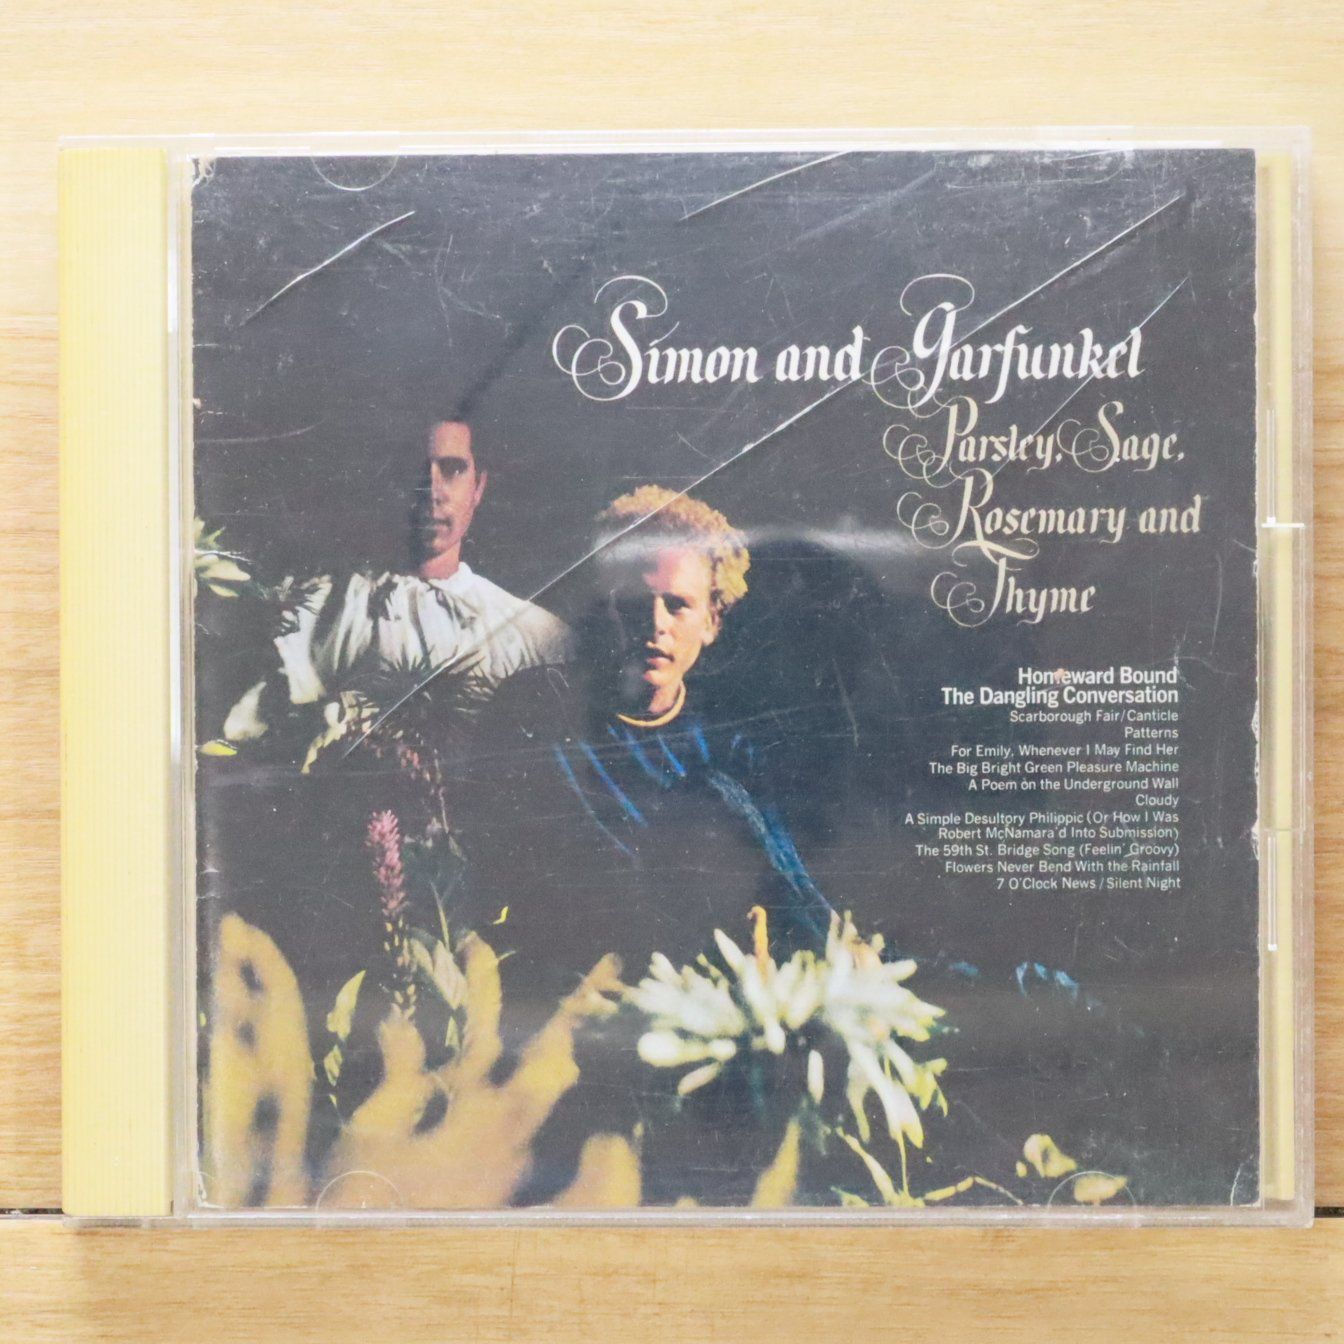 Simon and Garfunkel
Parsley, Sage,
Rosemary and
Thyme
Homeward Bound
The Dangling Conversation
Scarborough Fair/Canticle
Patterns
For Emily, Whenever I May Find Her
The Big Bright Green Pleasure Machine
A Poem on the Underground Wall
Cloudy
A Simple Desultory Philippic (Or How I Was
Robert McNamara'd Into Submission)
The 59th St. Bridge Song (Feelin' Groovy)
Flowers Never Bend With the Rainfall
7 O'Clock News / Silent Night